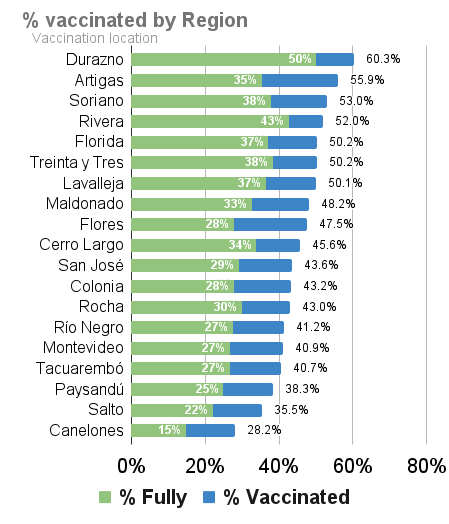 % vaccinated by Region
Vaccination location
Durazno 50% 60.3%
Artigas 35% 55.9%
Soriano 38% 53.0%
Rivera 43% 52.0%
Florida 37% 50.2%
Treinta y Tres 38% 50.2%
Lavalleja 37% 50.1%
Maldonado 33% 48.2%
Flores 28% 47.5%
Cerro Largo 34% 45.6%
San José 29% 43.6%
Colonia 28% 43.2%
Rocha 30% 43.0%
Río Negro 27% 41.2%
Montevideo 27% 40.9%
Tacuarembó 27% 40.7%
Paysandú 25% 38.3%
Salto 22% 35.5%
Canelones 15% 28.2%
0% 20% 40% 60% 80%
% Fully % Vaccinated